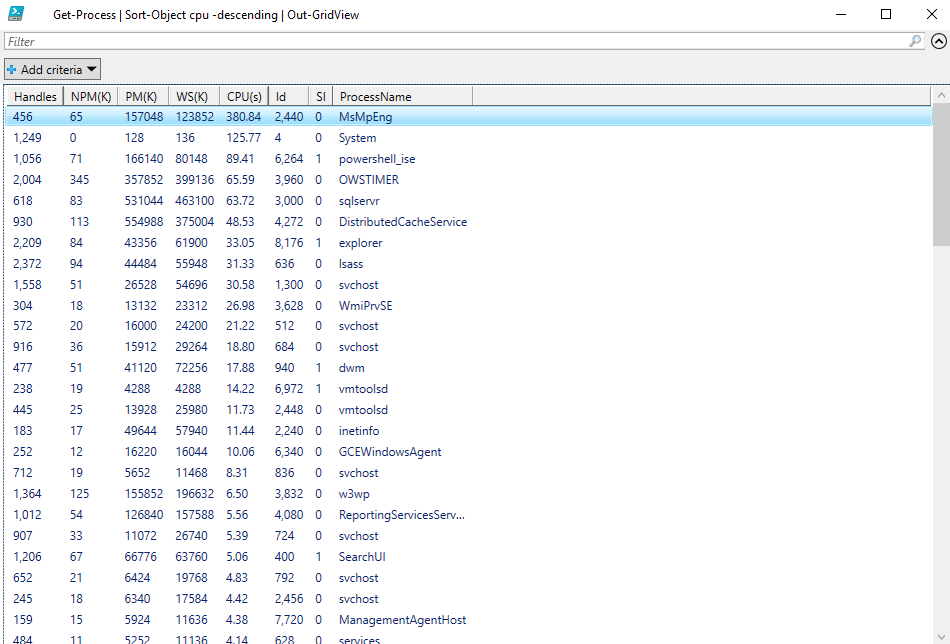 Get-Process | Sort-Object cpu -descending | Out-GridView
Filter
Add criteria
Handles NPM(K) PM(K) WS(K) CPU(s) Id SI ProcessName
456 65 157048 123852 380.84 2,440 0 MsMpEng
1,249 0 128 136 125.77 4 0 System
1,056 71 166140 80148 89.41 6,264 1 powershell_ise
2,004 345 357852 399136 65.59 3,960 0 OWSTIMER
618 83 531044 463100 63.72 3,000 0 sqlservr
930 113 554988 375004 48.53 4,272 0 DistributedCacheService
2,209 84 43356 61900 33.05 8,176 1 explorer
2,372 94 44484 55948 31.33 636 0 lsass
1,558 51 26528 54696 30.58 1,300 0 svchost
304 18 13132 23312 26.98 3,628 0 WmiPrvSE
572 20 16000 24200 21.22 512 0 svchost
916 36 15912 29264 18.80 684 0 svchost
477 51 41120 72256 17.88 940 1 dwm
238 19 4288 4288 14.22 6,972 1 vmtoolsd
445 25 13928 25980 11.73 2,448 0 vmtoolsd
183 17 49644 57940 11.44 2,240 0 inetinfo
252 12 16220 16044 10.06 6,340 0 GCEWindowsAgent
712 19 5652 11468 8.31 836 0 svchost
1,364 125 155852 196632 6.50 3,832 0 w3wp
1,012 54 126840 157588 5.56 4,080 0 ReportingServicesServ...
907 33 11072 26740 5.39 724 0 svchost
1,206 67 66776 63760 5.06 400 1 SearchUI
652 21 6424 19768 4.83 792 0 svchost
245 18 6340 17584 4.42 2,456 0 svchost
159 15 5924 11636 4.38 7,720 0 ManagementAgentHost
484 11 5252 11136 4.14 628 0 services